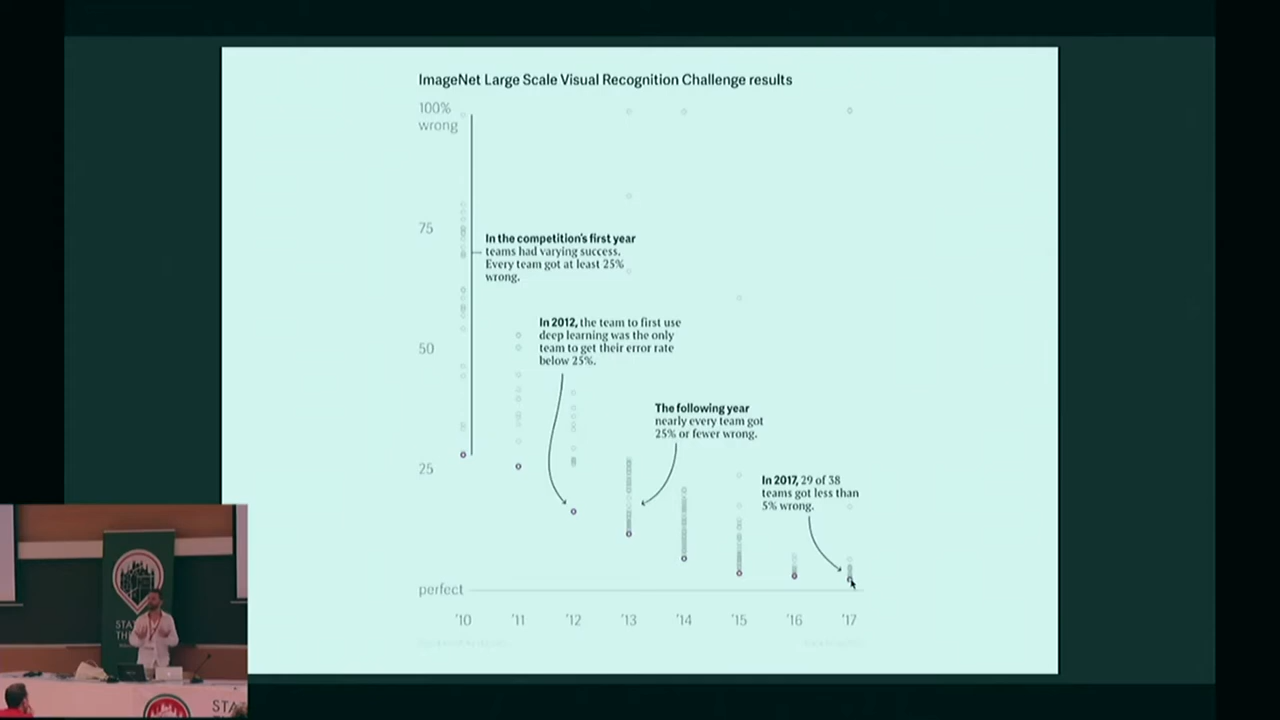 ImageNet Large Scale Visual Recognition Challenge results
100%
wrong
75
In the competition's first year
teams had varying success.
Every team got at least 25%
wrong.
In 2012, the team to first use
deep learning was the only
team to get their error rate
below 25%.
50
The following year
nearly every team got
25% or fewer wrong.
25
In 2017, 29 of 38
teams got less than
5% wrong.
perfect
'10 '11 '12 '13 '14 '15 '16 '17